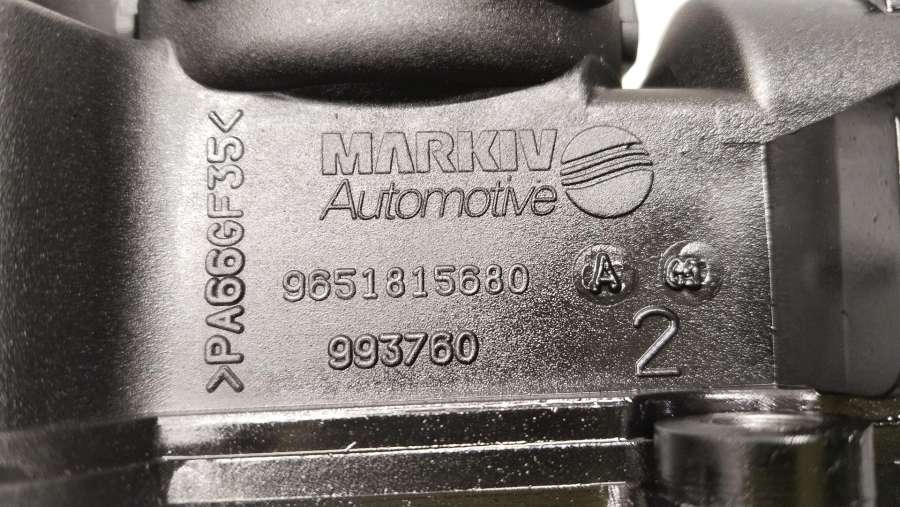 MARKIV
Automotive
>PA66GF35<
9651815680
A
993760
2